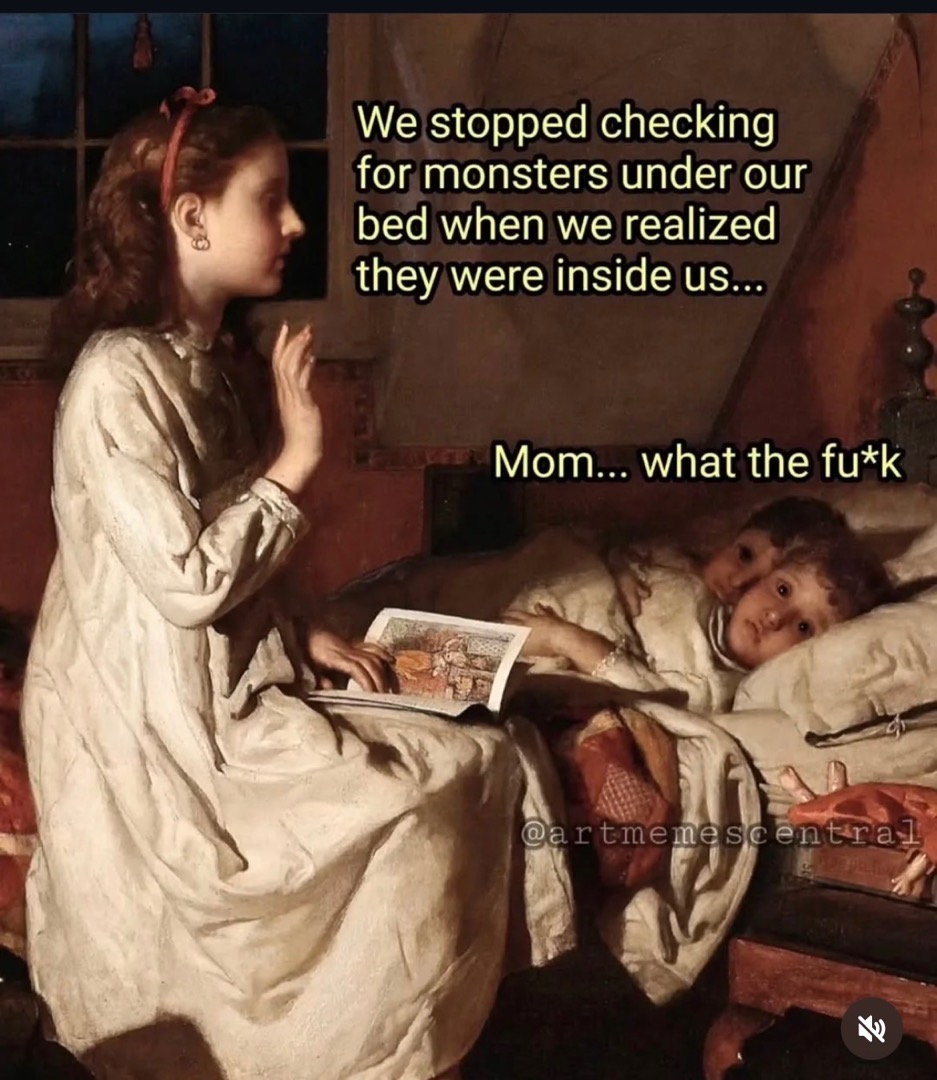 We stopped checking
for monsters under our
bed when we realized
they were inside us...
Mom... what the fu*k
@artmemescentral